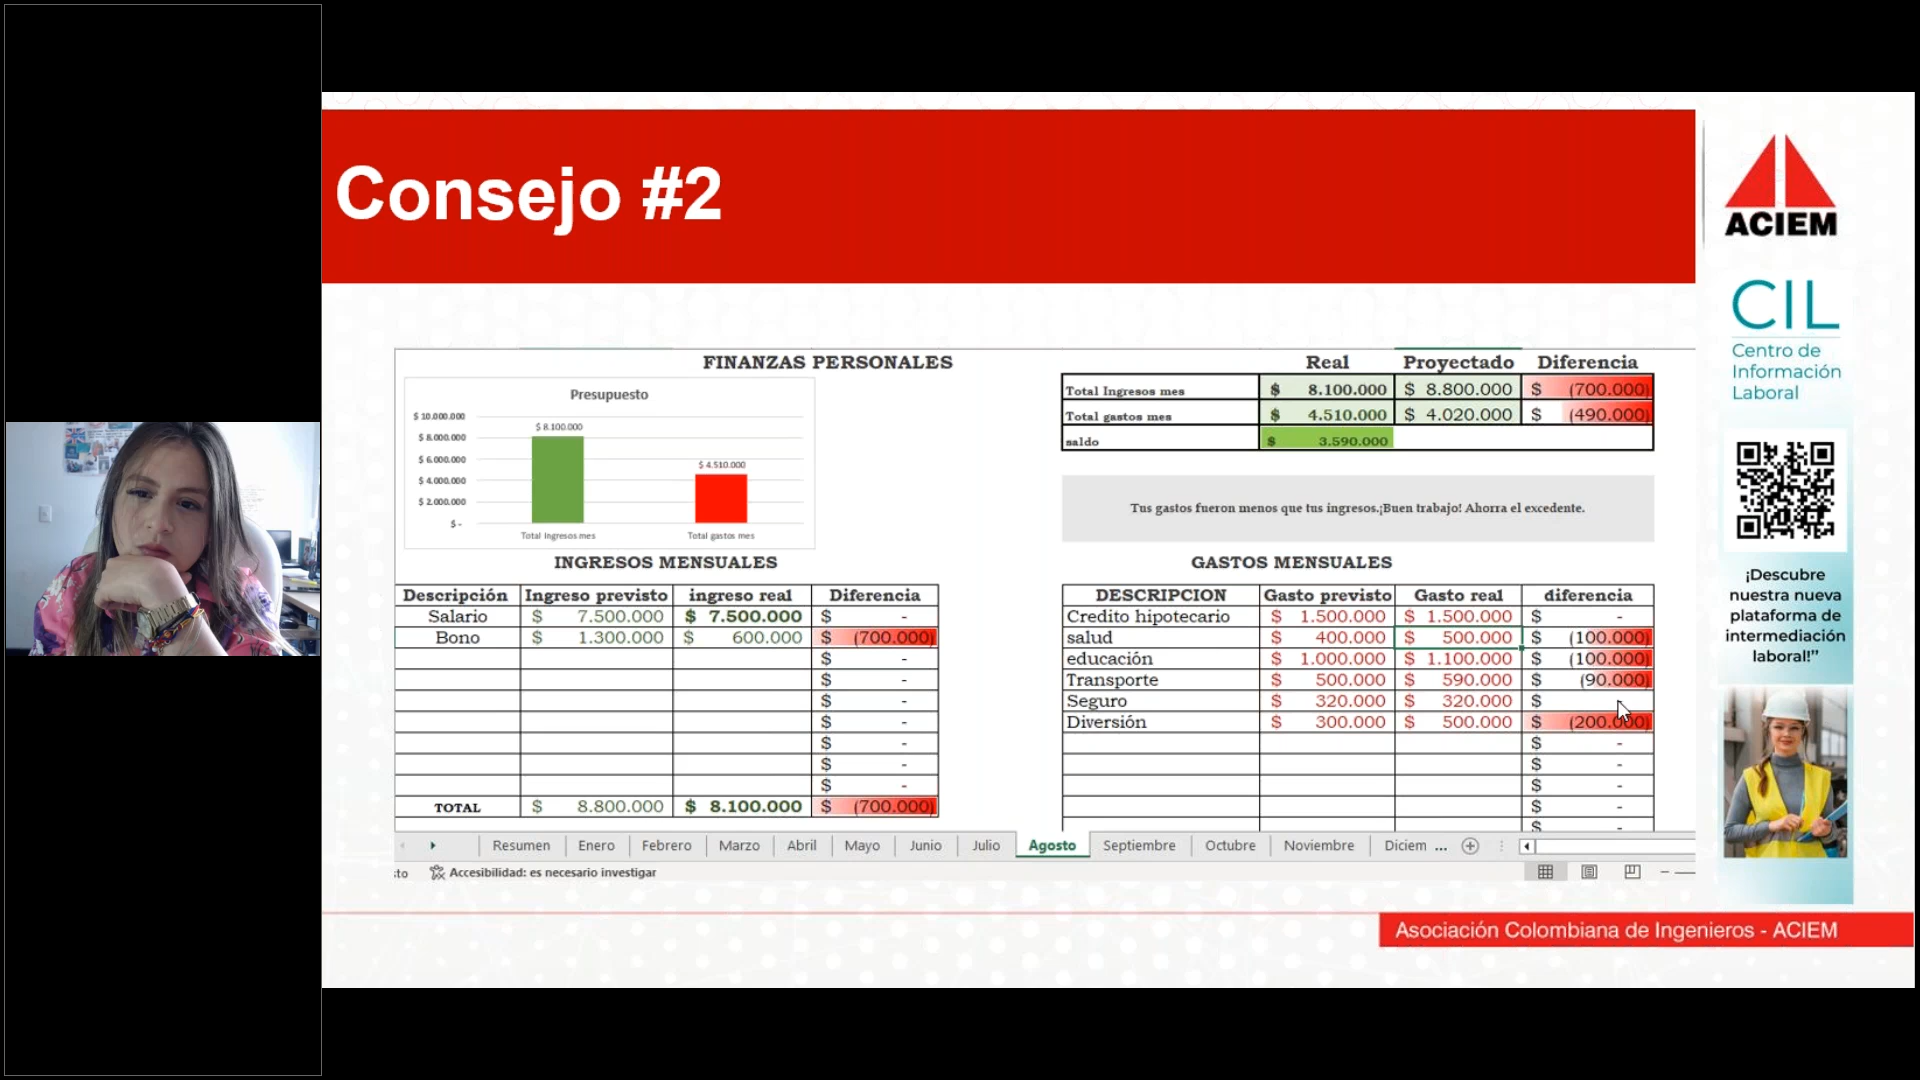 Consejo #2
ACIEM
CIL
Centro de
Información
Laboral
¡Descubre
nuestra nueva
plataforma de
intermediación
laboral!”
FINANZAS PERSONALES
Presupuesto
$ 10.000.000
$ 8.000.000
$ 6.000.000
$ 4.000.000
$ 2.000.000
$ -
$ 8.100.000
$ 4.510.000
Total Ingresos mes
Total gastos mes
Real Proyectado Diferencia
Total Ingresos mes $ 8.100.000 $ 8.800.000 $ (700.000)
Total gastos mes $ 4.510.000 $ 4.020.000 $ (490.000)
saldo $ 3.590.000
Tus gastos fueron menos que tus ingresos.¡Buen trabajo! Ahorra el excedente.
INGRESOS MENSUALES
Descripción Ingreso previsto ingreso real Diferencia
Salario $ 7.500.000 $ 7.500.000 $ -
Bono $ 1.300.000 $ 600.000 $ (700.000)
$ -
$ -
$ -
$ -
$ -
$ -
$ -
TOTAL $ 8.800.000 $ 8.100.000 $ (700.000)
GASTOS MENSUALES
DESCRIPCION Gasto previsto Gasto real diferencia
Credito hipotecario $ 1.500.000 $ 1.500.000 $ -
salud $ 400.000 $ 500.000 $ (100.000)
educación $ 1.000.000 $ 1.100.000 $ (100.000)
Transporte $ 500.000 $ 590.000 $ (90.000)
Seguro $ 320.000 $ 320.000 $
Diversión $ 300.000 $ 500.000 $ (200.000)
$ -
$ -
$ -
$ -
$ -
Resumen Enero Febrero Marzo Abril Mayo Junio Julio Agosto Septiembre Octubre Noviembre Diciem ...
:to Accesibilidad: es necesario investigar
Asociación Colombiana de Ingenieros - ACIEM